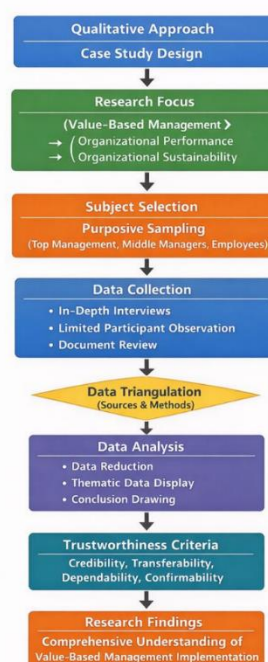 Qualitative Approach
Case Study Design
Research Focus
(Value-Based Management >
→ ( Organizational Performance
→ Organizational Sustainability
Subject Selection
Purposive Sampling
(Top Management, Middle Managers, Employees)
Data Collection
• In-Depth Interviews
• Limited Participant Observation
• Document Review
Data Triangulation
(Sources & Methods)
Data Analysis
• Data Reduction
• Thematic Data Display
• Conclusion Drawing
Trustworthiness Criteria
Credibility, Transferability,
Dependability, Confirmability
Research Findings
Comprehensive Understanding of
Value-Based Management Implementation